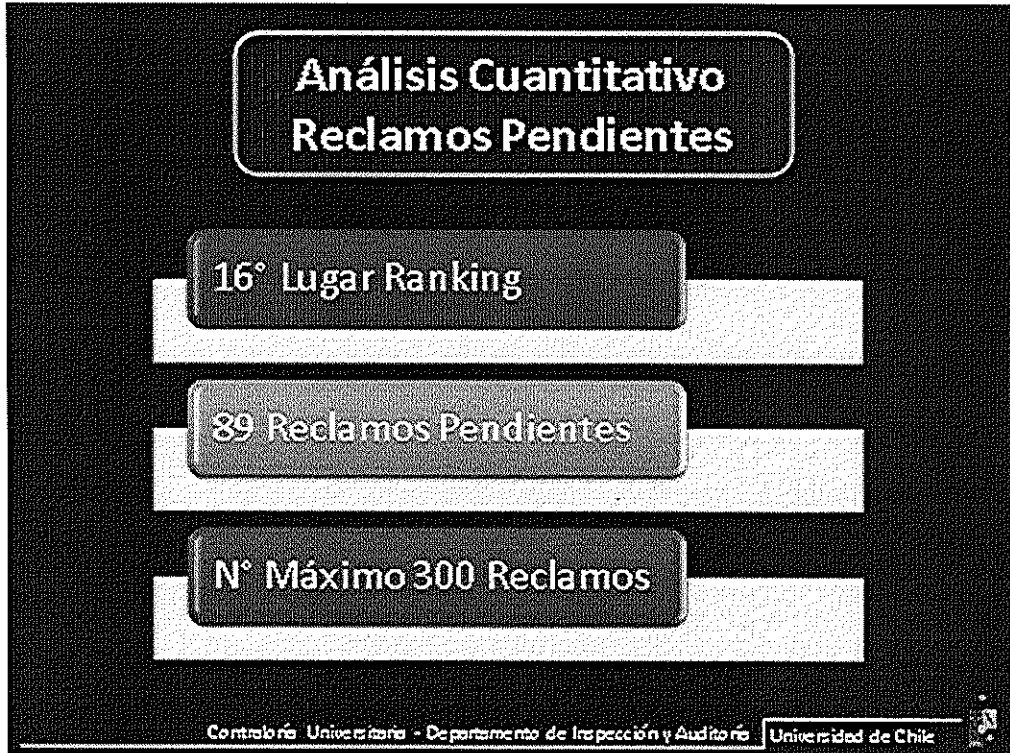 Análisis Cuantitativo
Reclamos Pendientes
16° Lugar Ranking
89 Reclamos Pendientes
N° Máximo 300 Reclamos
Contraloría Universitaria - Departamento de Inspección y Auditoría
Universidad de Chile